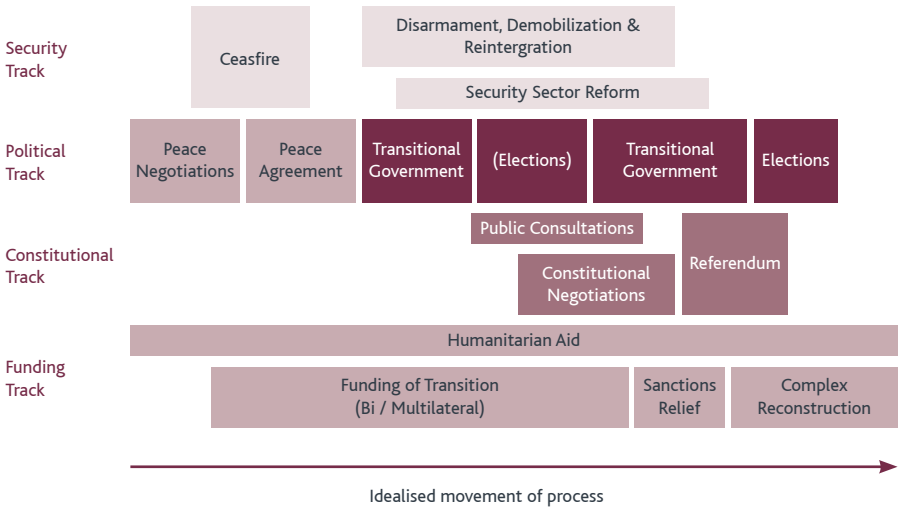 Security
Track
Ceasfire
Disarmament, Demobilization &
Reintergration
Security Sector Reform
Political
Track
Peace
Negotiations
Peace
Agreement
Transitional
Government
(Elections)
Transitional
Government
Elections
Constitutional
Track
Public Consultations
Constitutional
Negotiations
Referendum
Funding
Track
Humanitarian Aid
Funding of Transition
(Bi / Multilateral)
Sanctions
Relief
Complex
Reconstruction
Idealised movement of process